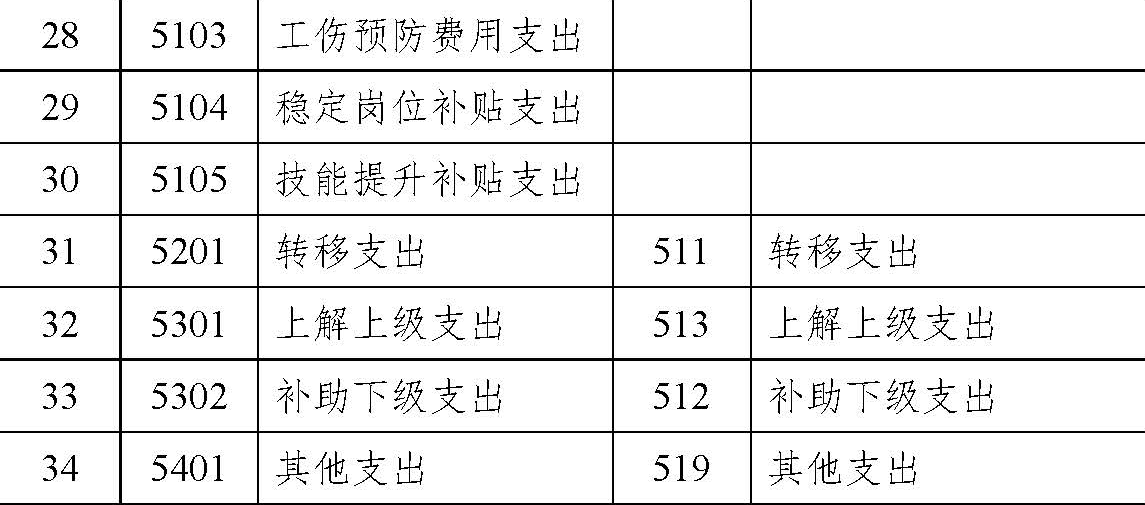 28 5103 工伤预防费用支出
29 5104 稳定岗位补贴支出
30 5105 技能提升补贴支出
31 5201 转移支出 511 转移支出
32 5301 上解上级支出 513 上解上级支出
33 5302 补助下级支出 512 补助下级支出
34 5401 其他支出 519 其他支出